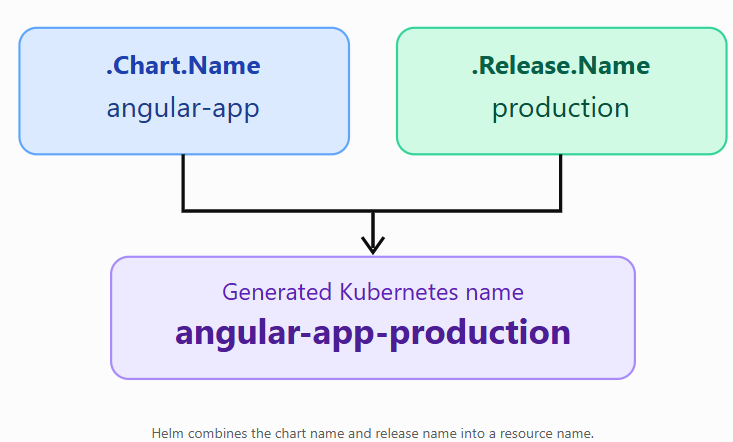 .Chart.Name
angular-app
.Release.Name
production
Generated Kubernetes name
angular-app-production
Helm combines the chart name and release name into a resource name.